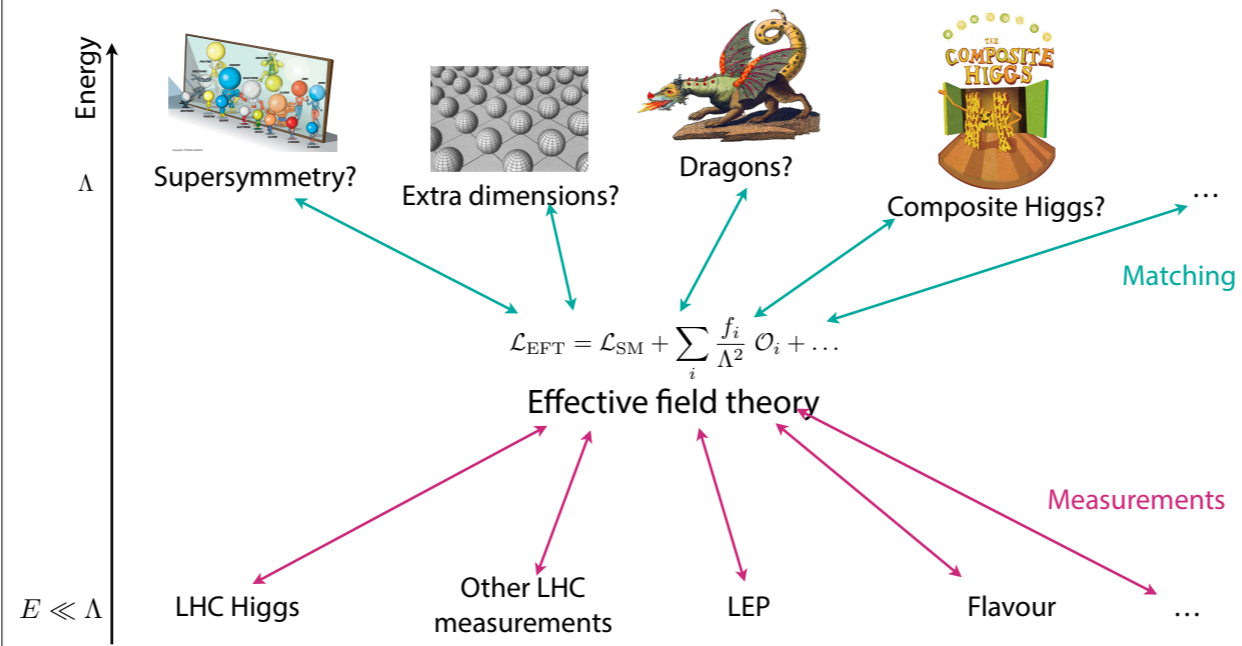 Energy
THE
COMPOSITE
HIGGS
Λ
Supersymmetry?
Extra dimensions?
Dragons?
Composite Higgs?
...
Matching
ℒ_EFT = ℒ_SM + ∑_i f_i/Λ² 𝒪_i + ...
Effective field theory
Measurements
E ≪ Λ
LHC Higgs
Other LHC
measurements
LEP
Flavour
...